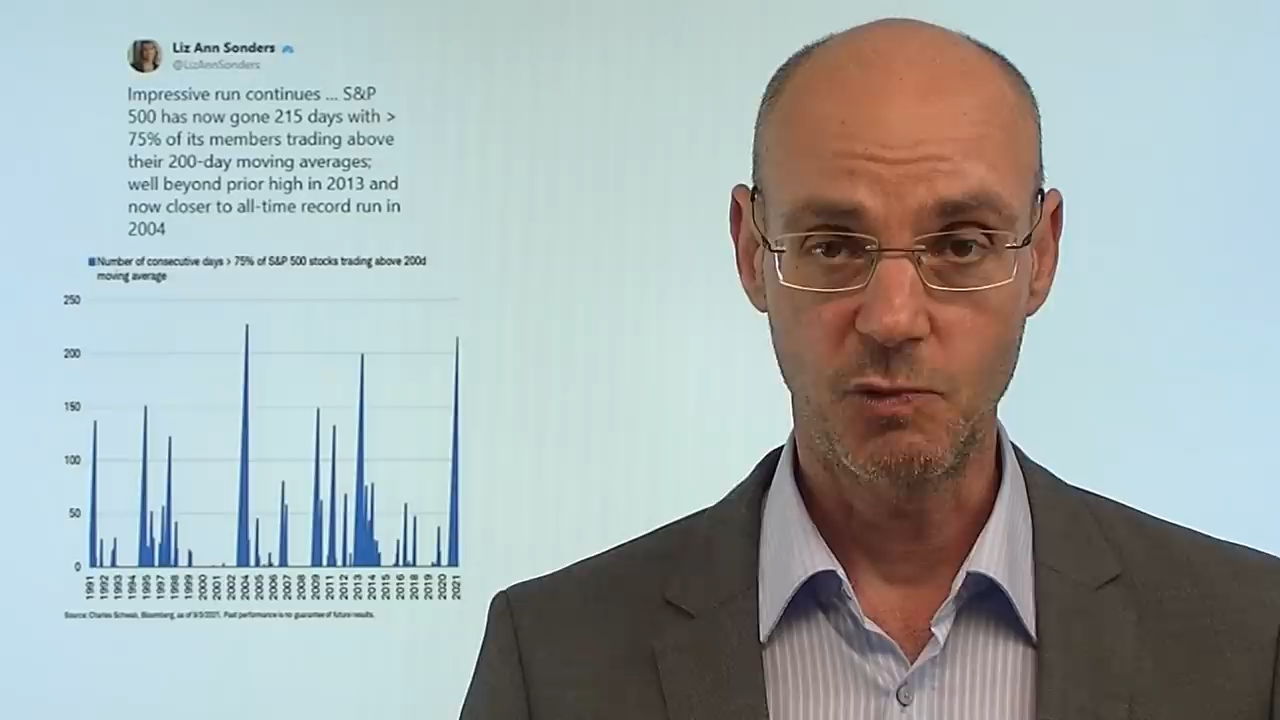 Liz Ann Sonders
@LizAnnSonders
Impressive run continues ... S&P
500 has now gone 215 days with >
75% of its members trading above
their 200-day moving averages;
well beyond prior high in 2013 and
now closer to all-time record run in
2004
Number of consecutive days > 75% of S&P 500 stocks trading above 200d
moving average
250
200
150
100
50
0
1991 1992 1993 1994 1995 1997 1998 1999 2000 2001 2002 2004 2005 2006 2007 2008 2009 2011 2012 2013 2014 2015 2016 2018 2019 2020 2021
Source: Charles Schwab, Bloomberg, as of 9/3/2021. Past performance is no guarantee of future results.